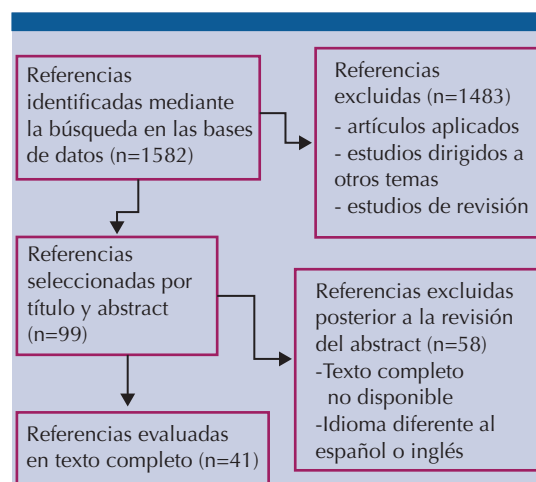 Referencias
identificadas mediante
la búsqueda en las bases
de datos (n=1582)
Referencias
excluidas (n=1483)
- artículos aplicados
- estudios dirigidos a
otros temas
- estudios de revisión
Referencias
seleccionadas por
título y abstract
(n=99)
Referencias excluidas
posterior a la revisión
del abstract (n=58)
-Texto completo
no disponible
-Idioma diferente al
español o inglés
Referencias evaluadas
en texto completo (n=41)